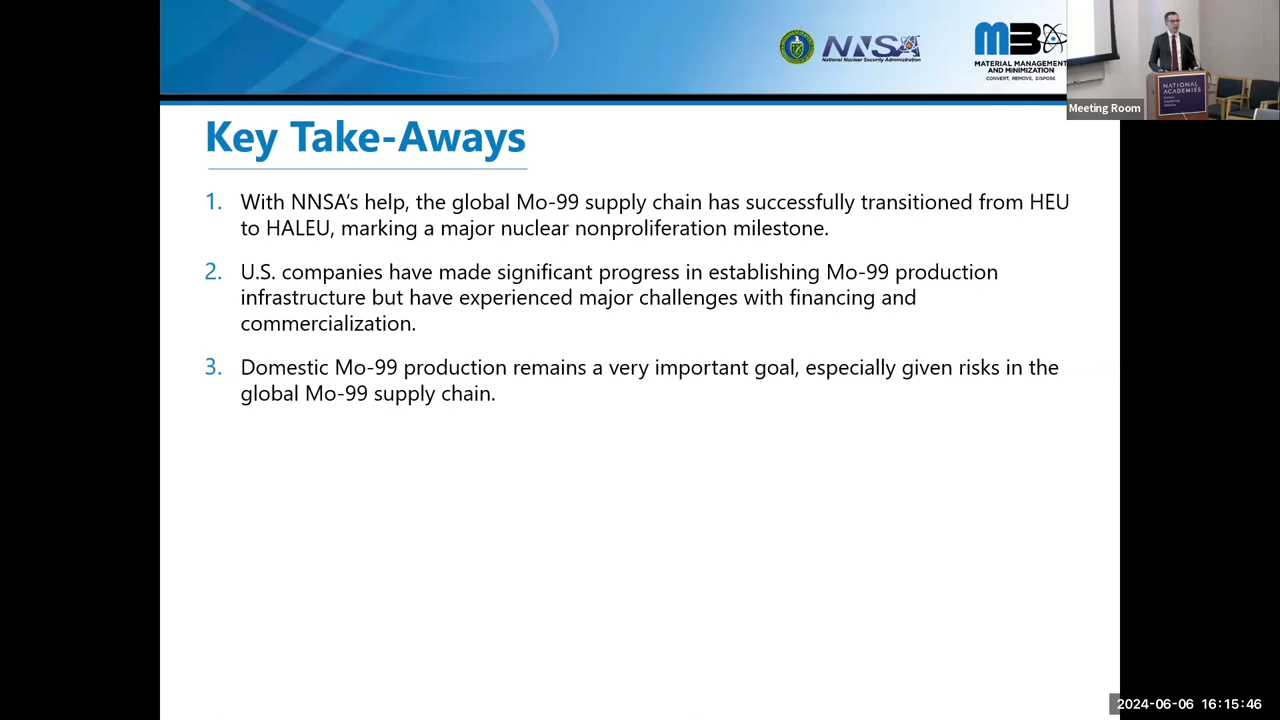 NNSA
National Nuclear Security Administration
M3
MATERIAL MANAGEMENT
AND MINIMIZATION
CONVERT, REMOVE, DISPOSE
NATIONAL
ACADEMIES
Meeting Room
Key Take-Aways
1. With NNSA’s help, the global Mo-99 supply chain has successfully transitioned from HEU
to HALEU, marking a major nuclear nonproliferation milestone.
2. U.S. companies have made significant progress in establishing Mo-99 production
infrastructure but have experienced major challenges with financing and
commercialization.
3. Domestic Mo-99 production remains a very important goal, especially given risks in the
global Mo-99 supply chain.
2024-06-06 16:15:46